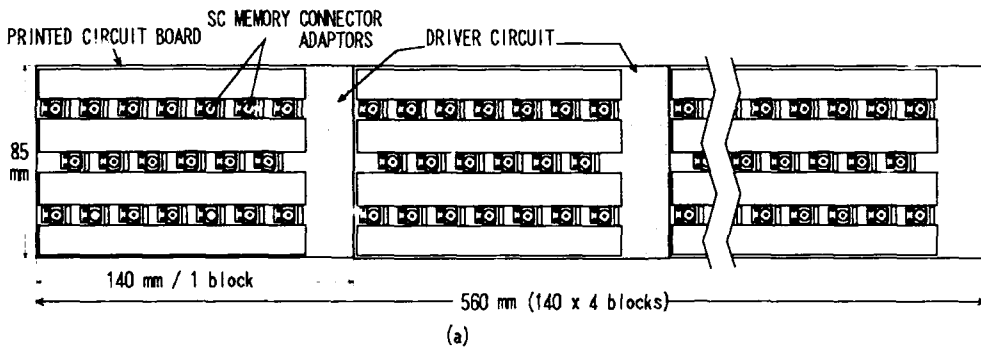 SC MEMORY CONNECTOR
ADAPTORS
PRINTED CIRCUIT BOARD
DRIVER CIRCUIT
85
mm
140 mm / 1 block
560 mm (140 x 4 blocks)
(a)